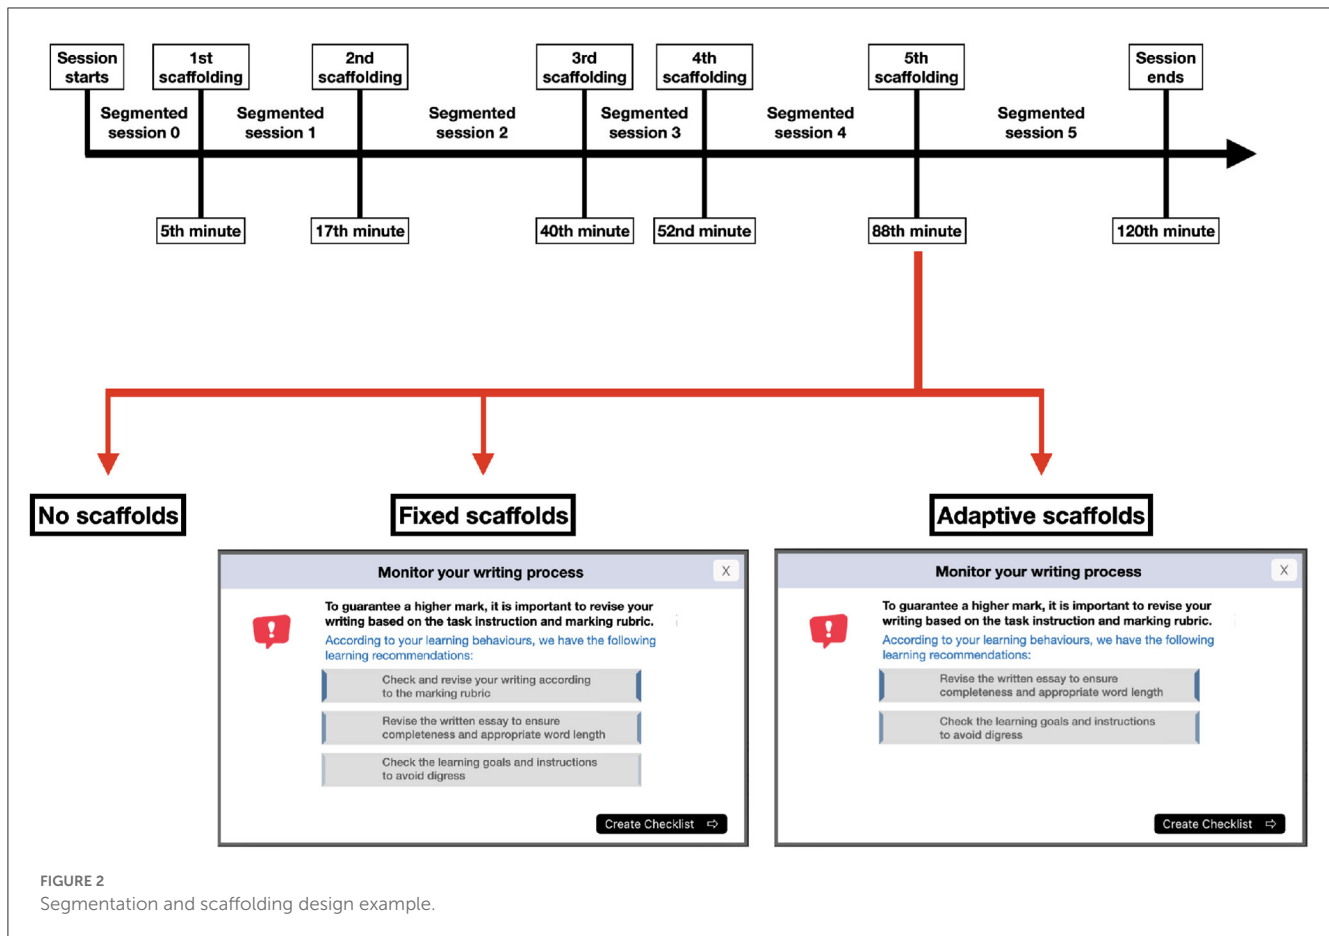 Session
starts
1st
scaffolding
2nd
scaffolding
3rd
scaffolding
4th
scaffolding
5th
scaffolding
Session
ends
Segmented
session 0
Segmented
session 1
Segmented
session 2
Segmented
session 3
Segmented
session 4
Segmented
session 5
5th minute
17th minute
40th minute
52nd minute
88th minute
120th minute
No scaffolds
Fixed scaffolds
Adaptive scaffolds
Monitor your writing process
X
To guarantee a higher mark, it is important to revise your
writing based on the task instruction and marking rubric.
According to your learning behaviours, we have the following
learning recommendations:
Check and revise your writing according
to the marking rubric
Revise the written essay to ensure
completeness and appropriate word length
Check the learning goals and instructions
to avoid digress
Create Checklist
Monitor your writing process
X
To guarantee a higher mark, it is important to revise your
writing based on the task instruction and marking rubric.
According to your learning behaviours, we have the following
learning recommendations:
Revise the written essay to ensure
completeness and appropriate word length
Check the learning goals and instructions
to avoid digress
Create Checklist
FIGURE 2
Segmentation and scaffolding design example.